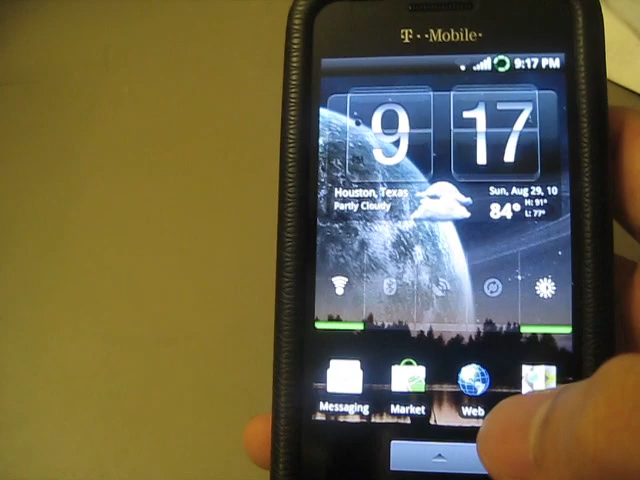 T··Mobile·
9:17 PM
9 17
Houston, Texas
Partly Cloudy
Sun, Aug 29, 10
84°
H: 91°
L: 77°
Messaging Market Web